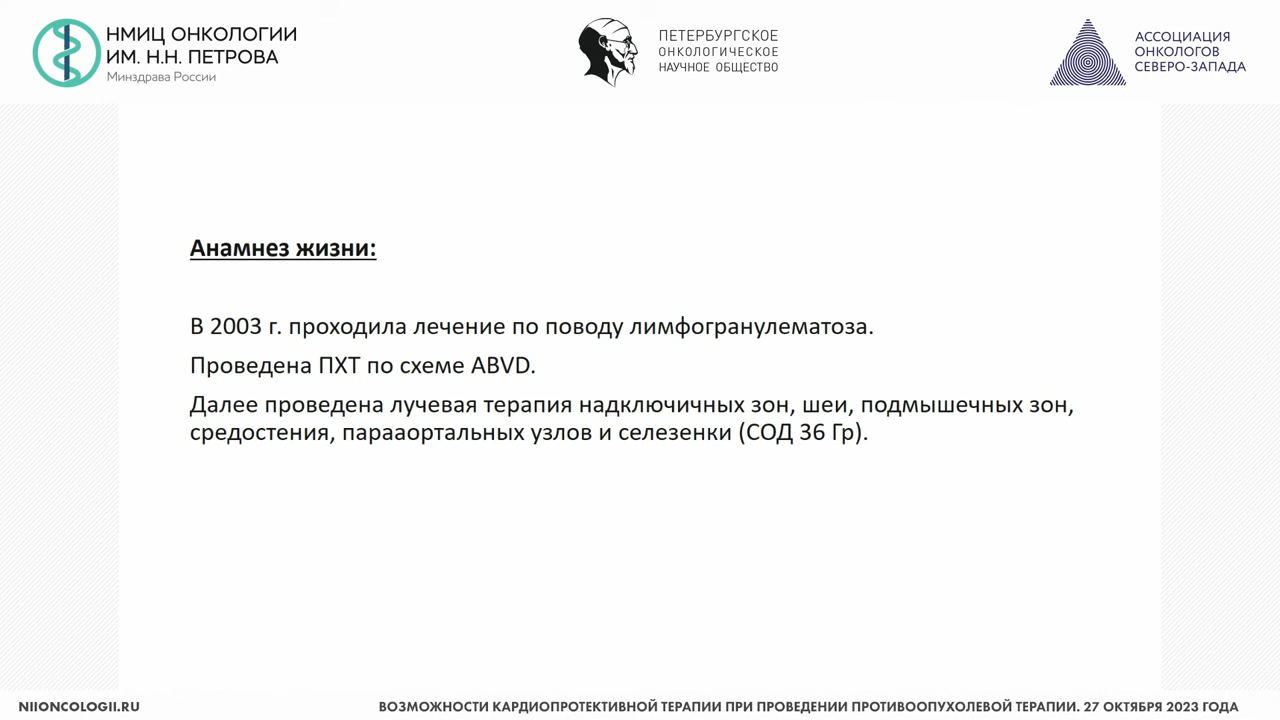 НМИЦ ОНКОЛОГИИ
ИМ. Н.Н. ПЕТРОВА
Минздрава России
ПЕТЕРБУРГСКОЕ
ОНКОЛОГИЧЕСКОЕ
НАУЧНОЕ ОБЩЕСТВО
АССОЦИАЦИЯ
ОНКОЛОГОВ
СЕВЕРО-ЗАПАДА
Анамнез жизни:
В 2003 г. проходила лечение по поводу лимфогранулематоза.
Проведена ПХТ по схеме ABVD.
Далее проведена лучевая терапия надключичных зон, шеи, подмышечных зон,
средостения, парааортальных узлов и селезенки (СОД 36 Гр).
NIIONCOLOGII.RU
ВОЗМОЖНОСТИ КАРДИОПРОТЕКТИВНОЙ ТЕРАПИИ ПРИ ПРОВЕДЕНИИ ПРОТИВООПУХОЛЕВОЙ ТЕРАПИИ. 27 ОКТЯБРЯ 2023 ГОДА